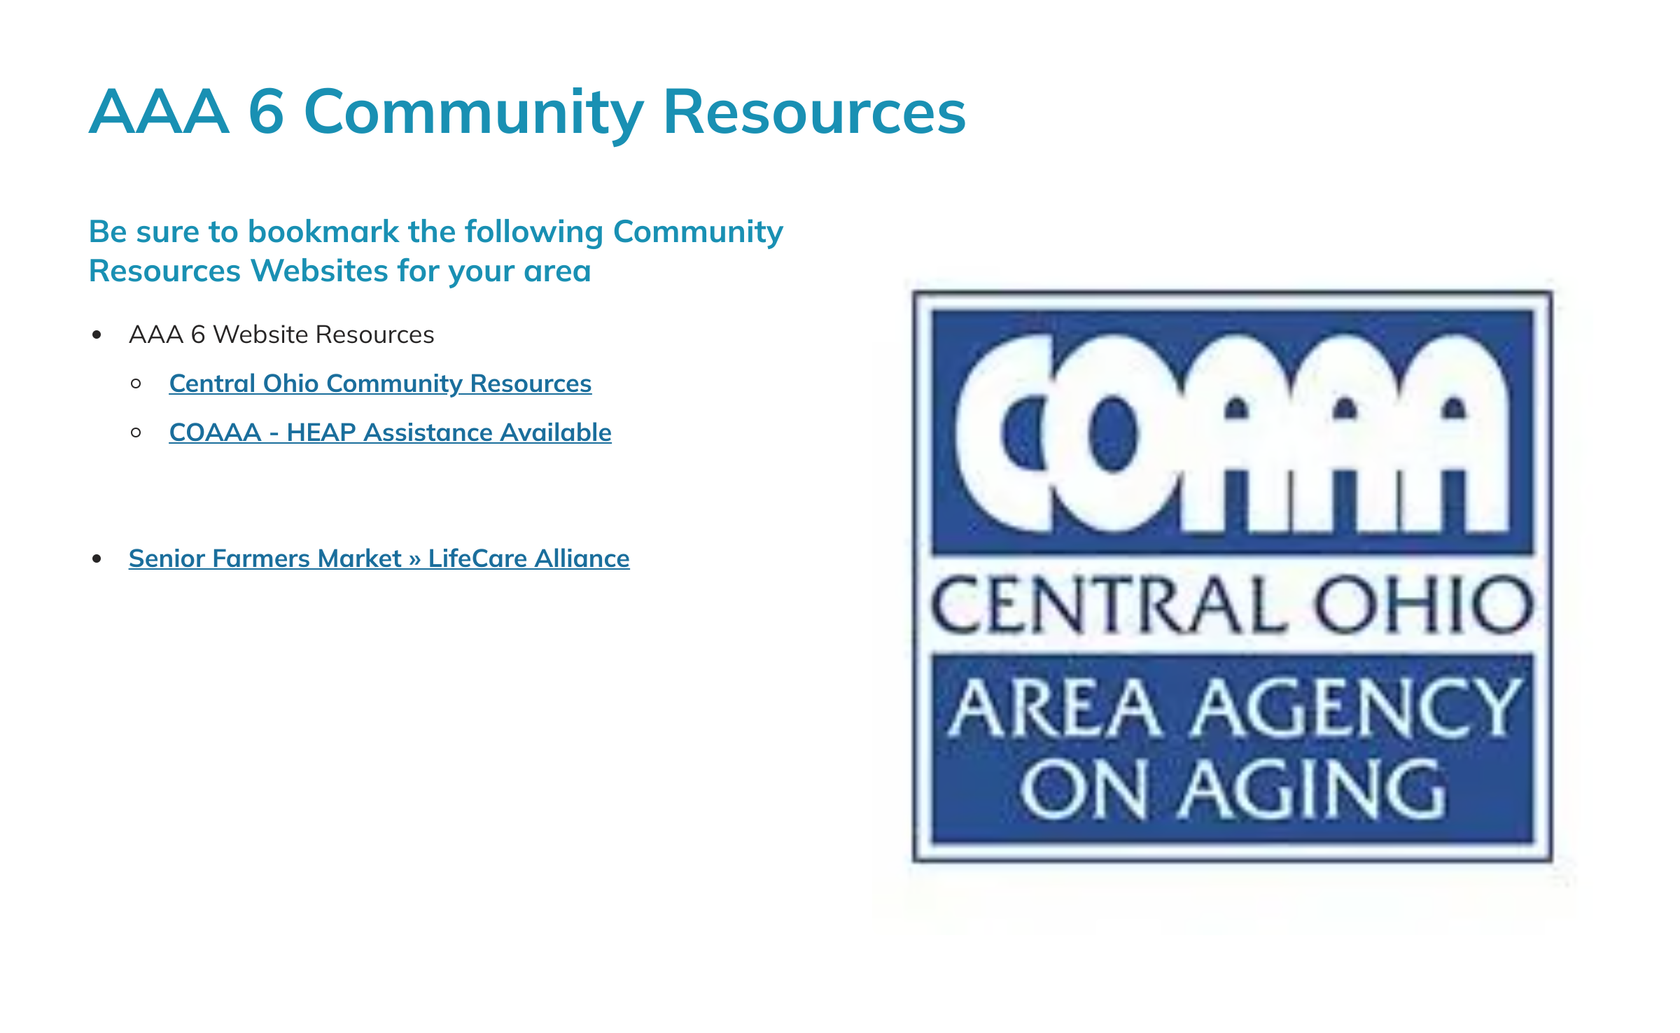 AAA 6 Community Resources
Be sure to bookmark the following Community
Resources Websites for your area
• AAA 6 Website Resources
○ Central Ohio Community Resources
○ COAAA - HEAP Assistance Available
• Senior Farmers Market » LifeCare Alliance
COAAA
CENTRAL OHIO
AREA AGENCY
ON AGING